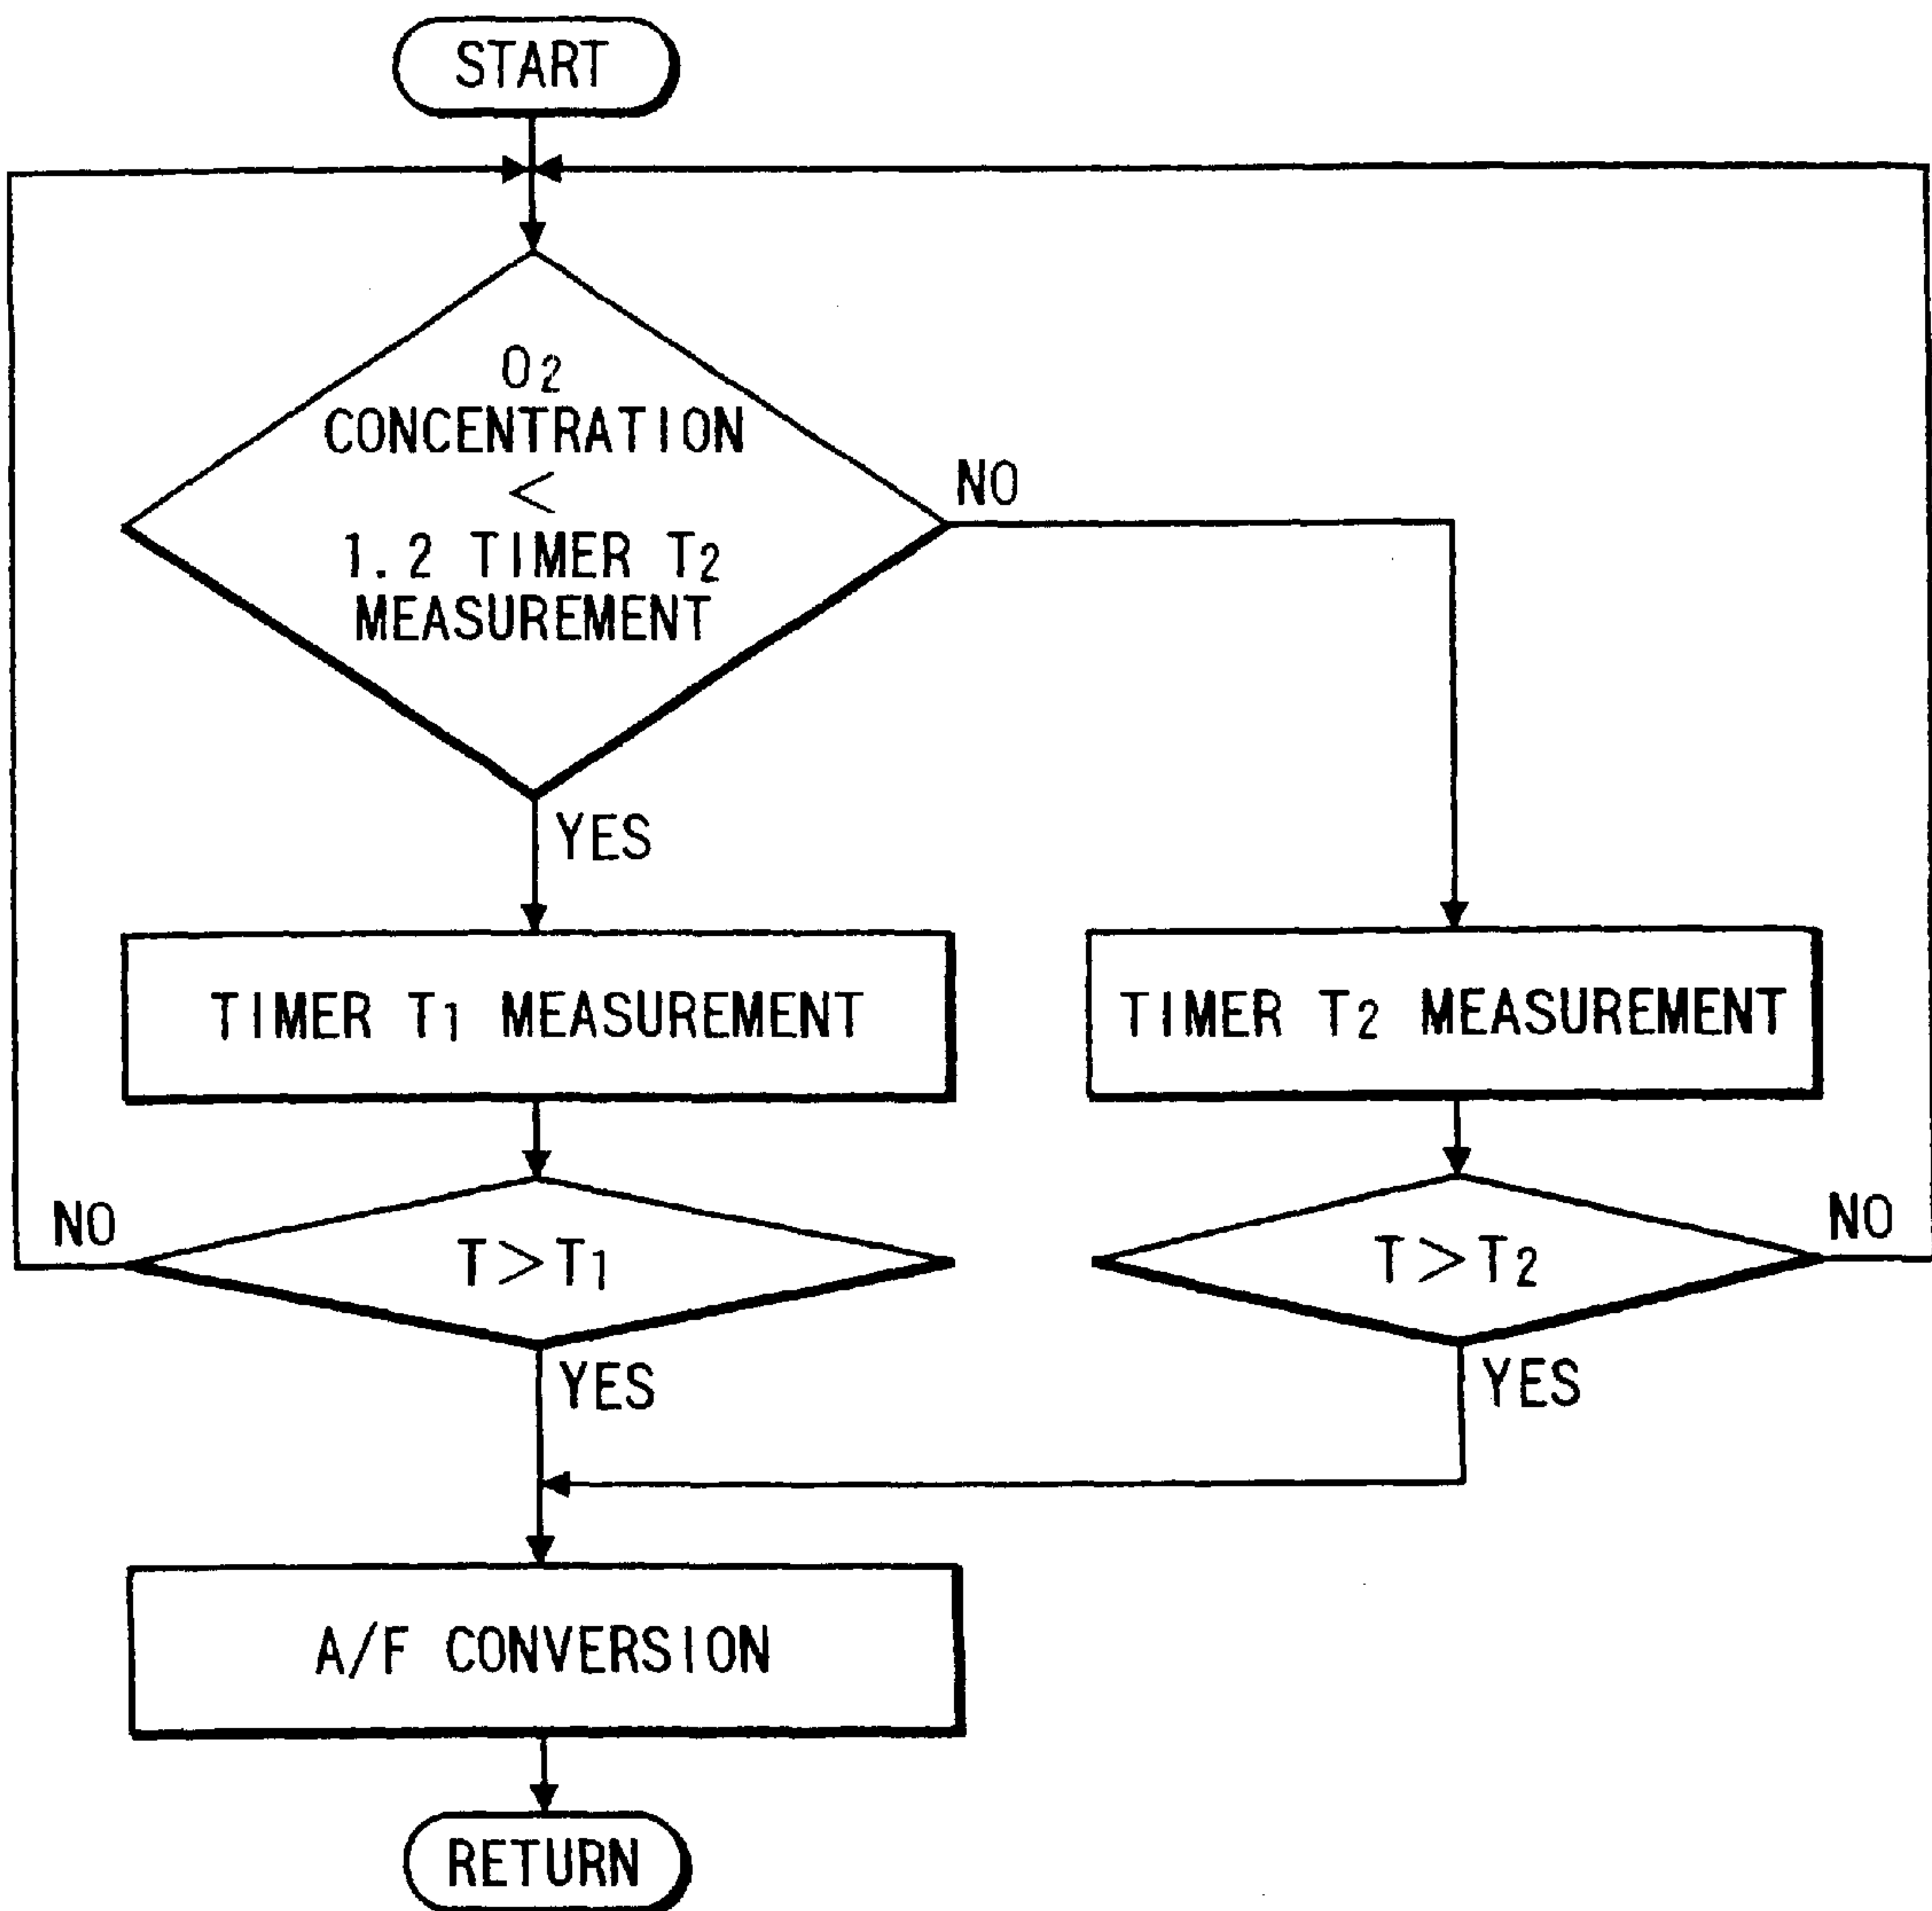 START
O2
CONCENTRATION
<
1.2 TIMER T2
MEASUREMENT
NO
YES
TIMER T1 MEASUREMENT
TIMER T2 MEASUREMENT
NO
T>T1
T>T2
NO
YES
YES
A/F CONVERSION
RETURN